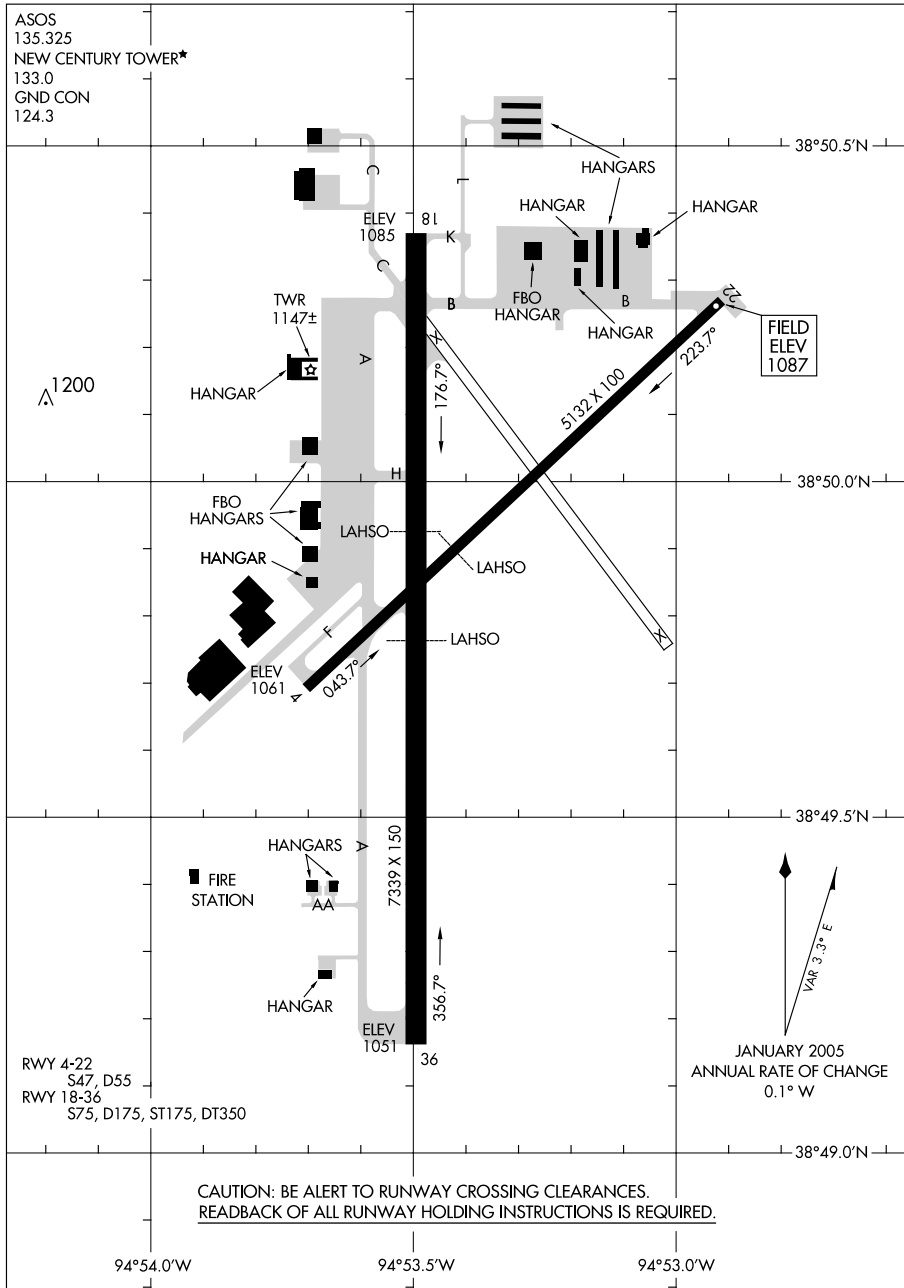 ASOS
135.325
NEW CENTURY TOWER★
133.0
GND CON
124.3
38°50.5'N
HANGARS
C
L
HANGAR
HANGAR
ELEV
1085
18
K
C
FBO
HANGAR
HANGAR
B
B
22
TWR
1147±
A
X
FIELD
ELEV
1087
HANGAR
1200
176.7°
223.7°
5132 X 100
H
38°50.0'N
FBO
HANGARS
LAHSO
LAHSO
HANGAR
F
LAHSO
X
ELEV
1061
4
043.7°
38°49.5'N
HANGARS
A
7339 X 150
FIRE
STATION
AA
VAR 3.3° E
HANGAR
356.7°
ELEV
1051
36
JANUARY 2005
ANNUAL RATE OF CHANGE
0.1° W
RWY 4-22
S47, D55
RWY 18-36
S75, D175, ST175, DT350
38°49.0'N
CAUTION: BE ALERT TO RUNWAY CROSSING CLEARANCES.
READBACK OF ALL RUNWAY HOLDING INSTRUCTIONS IS REQUIRED.
94°54.0'W
94°53.5'W
94°53.0'W